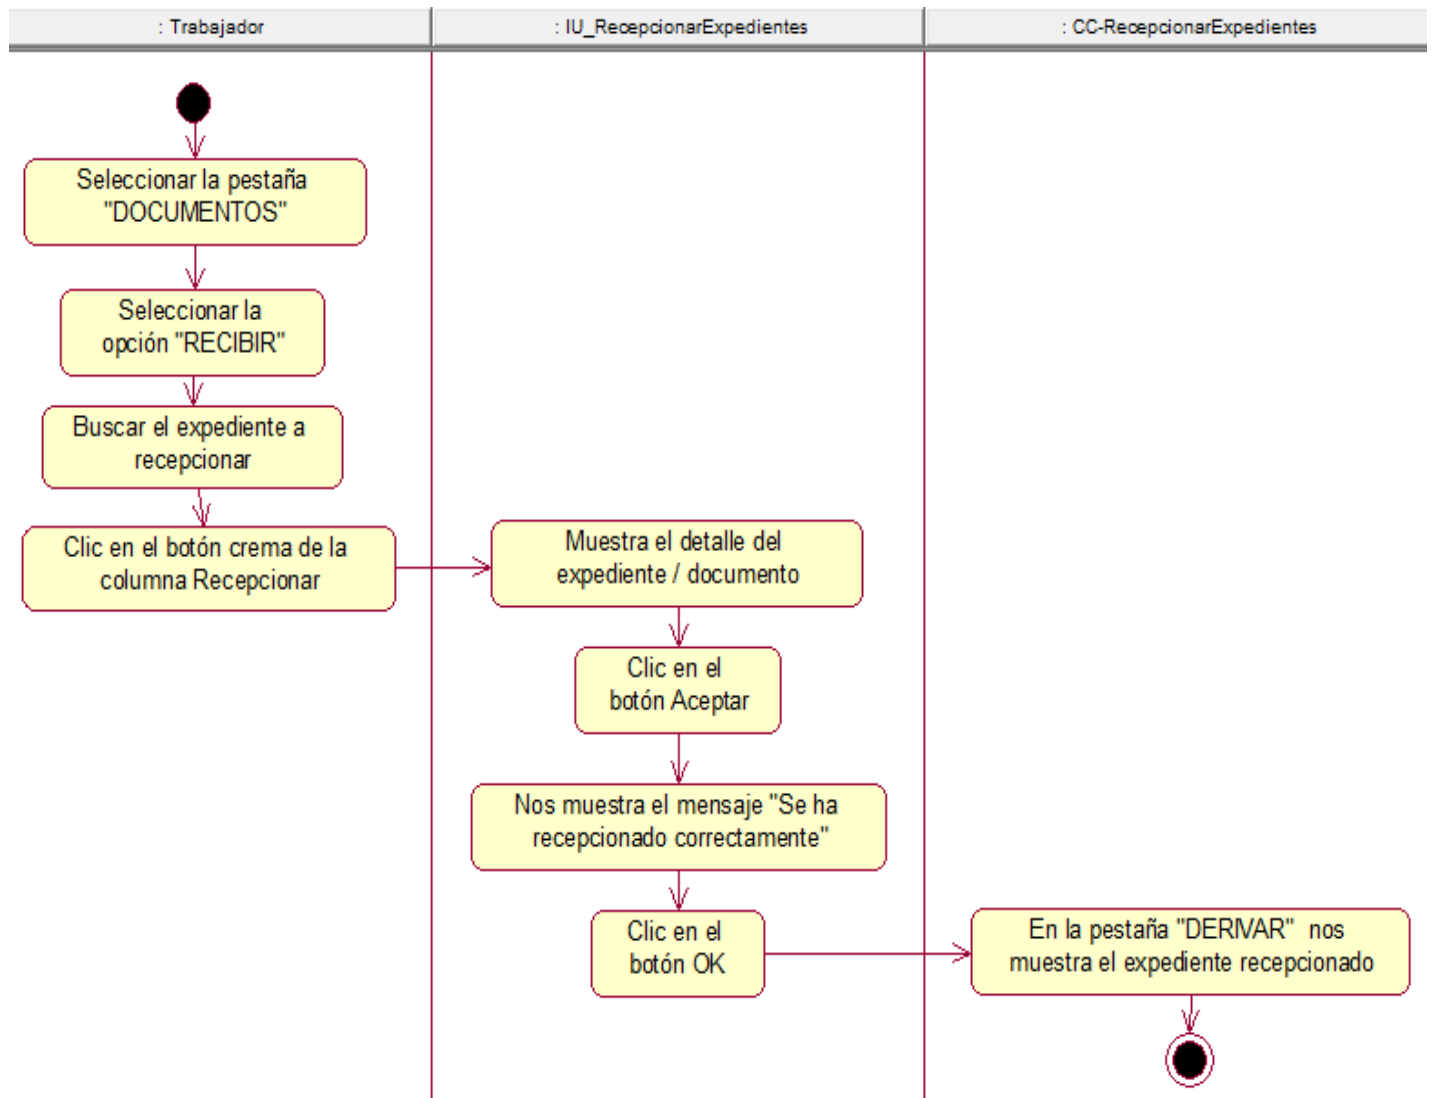 : Trabajador
: IU_RecepcionarExpedientes
: CC-RecepcionarExpedientes
Seleccionar la pestaña
"DOCUMENTOS"
Seleccionar la
opción "RECIBIR"
Buscar el expediente a
recepcionar
Clic en el botón crema de la
columna Recepcionar
Muestra el detalle del
expediente / documento
Clic en el
botón Aceptar
Nos muestra el mensaje "Se ha
recepcionado correctamente"
Clic en el
botón OK
En la pestaña "DERIVAR" nos
muestra el expediente recepcionado